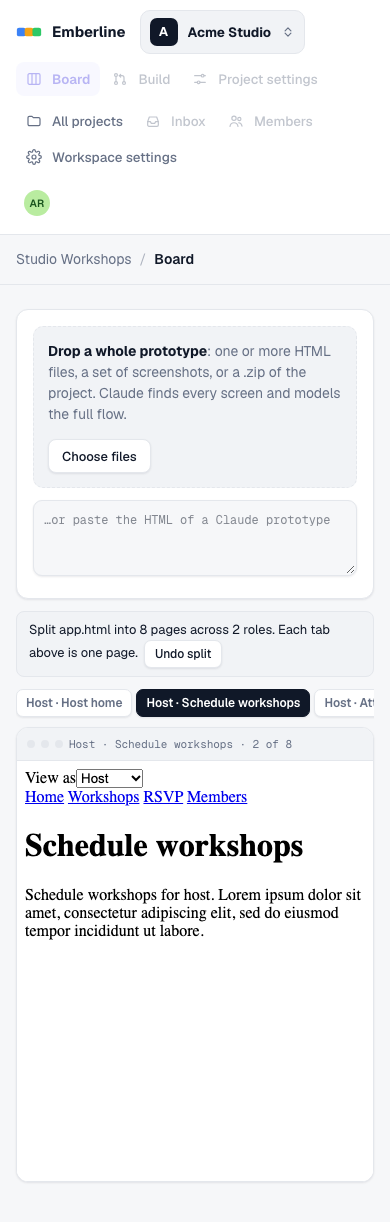 Emberline
A
Acme Studio
Board
Build
Project settings
All projects
Inbox
Members
Workspace settings
AR
Studio Workshops / Board
Drop a whole prototype: one or more HTML
files, a set of screenshots, or a .zip of the
project. Claude finds every screen and models
the full flow.
Choose files
…or paste the HTML of a Claude prototype
Split app.html into 8 pages across 2 roles. Each tab
above is one page. Undo split
Host · Host home
Host · Schedule workshops
Host · Att
Host · Schedule workshops · 2 of 8
View as Host
Home Workshops RSVP Members
Schedule workshops
Schedule workshops for host. Lorem ipsum dolor sit
amet, consectetur adipiscing elit, sed do eiusmod
tempor incididunt ut labore.